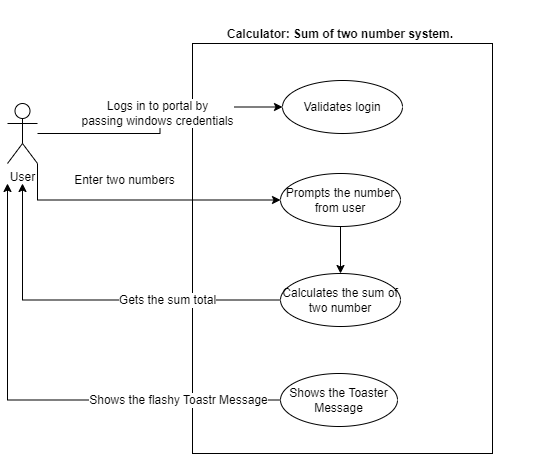 Calculator: Sum of two number system.
Logs in to portal by
passing windows credentials
Validates login
User
Enter two numbers
Prompts the number
from user
Gets the sum total
Calculates the sum of
two number
Shows the flashy Toastr Message
Shows the Toaster
Message